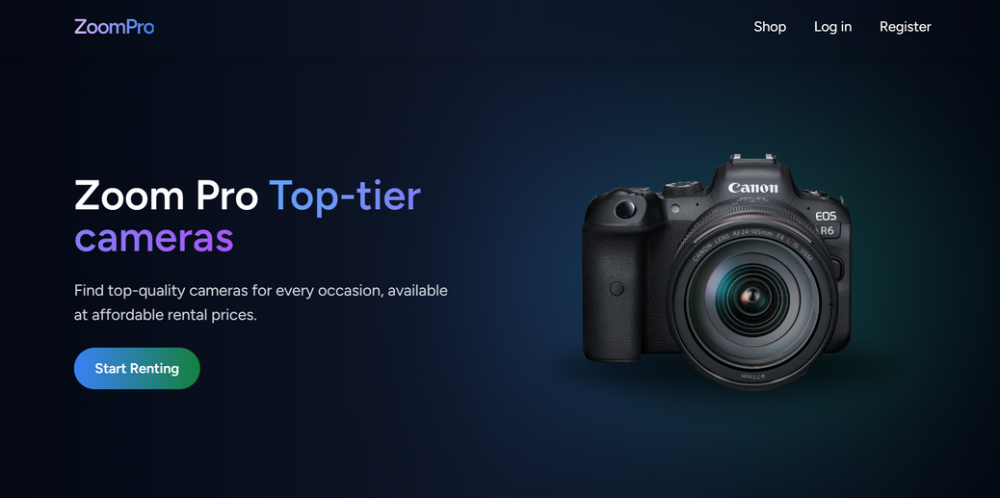 ZoomPro
Shop
Log in
Register
Zoom Pro Top-tier
cameras
Find top-quality cameras for every occasion, available
at affordable rental prices.
Start Renting
Canon
EOS
R6
CANON LENS RF24-105mm F4 L IS USM
ø77mm